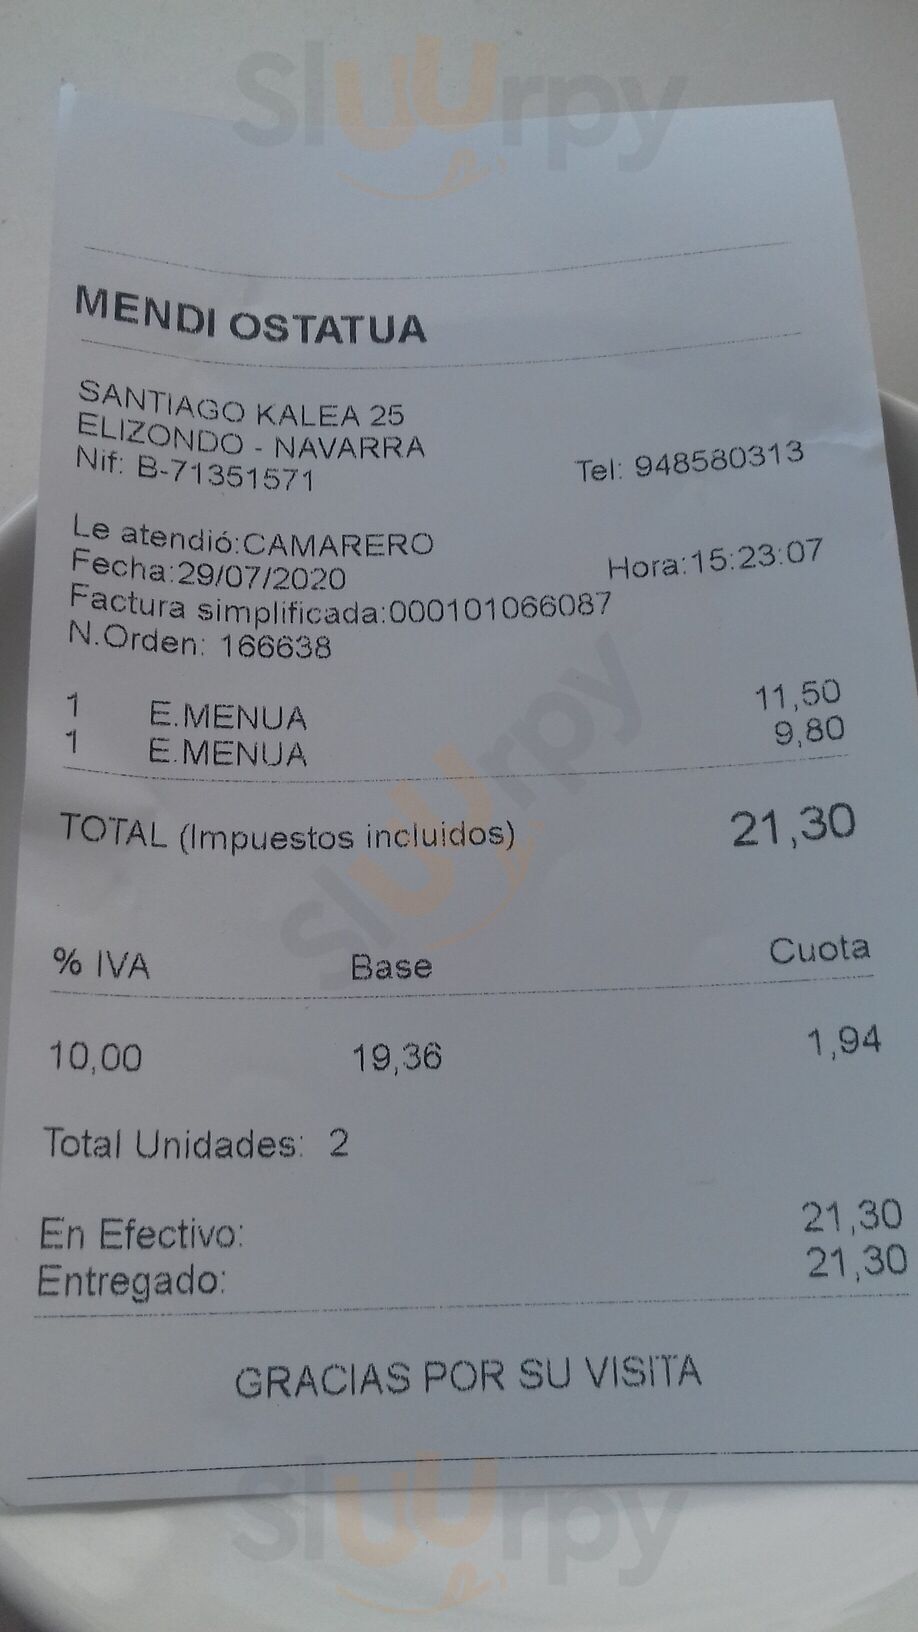 Sluurpy
MENDI OSTATUA
SANTIAGO KALEA 25
ELIZONDO - NAVARRA
Nif: B-71351571 Tel: 948580313
Le atendió:CAMARERO
Fecha:29/07/2020 Hora:15:23:07
Factura simplificada:000101066087
N.Orden: 166638
1 E.MENUA 11,50
1 E.MENUA 9,80
Sluurpy
TOTAL (Impuestos incluidos) 21,30
% IVA Base Cuota
10,00 19,36 1,94
Total Unidades: 2
En Efectivo: 21,30
Entregado: 21,30
GRACIAS POR SU VISITA
Sluurpy